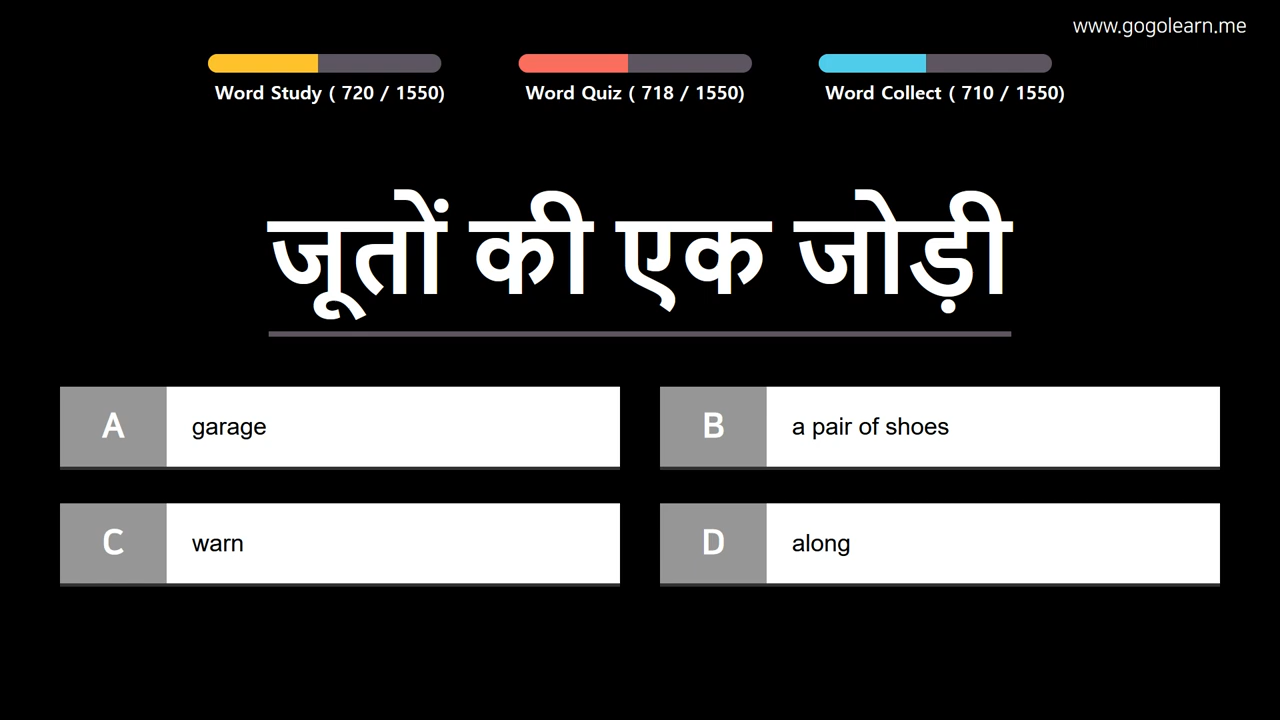 www.gogolearn.me
Word Study ( 720 / 1550)
Word Quiz ( 718 / 1550)
Word Collect ( 710 / 1550)
जूतों की एक जोड़ी
A garage
B a pair of shoes
C warn
D along